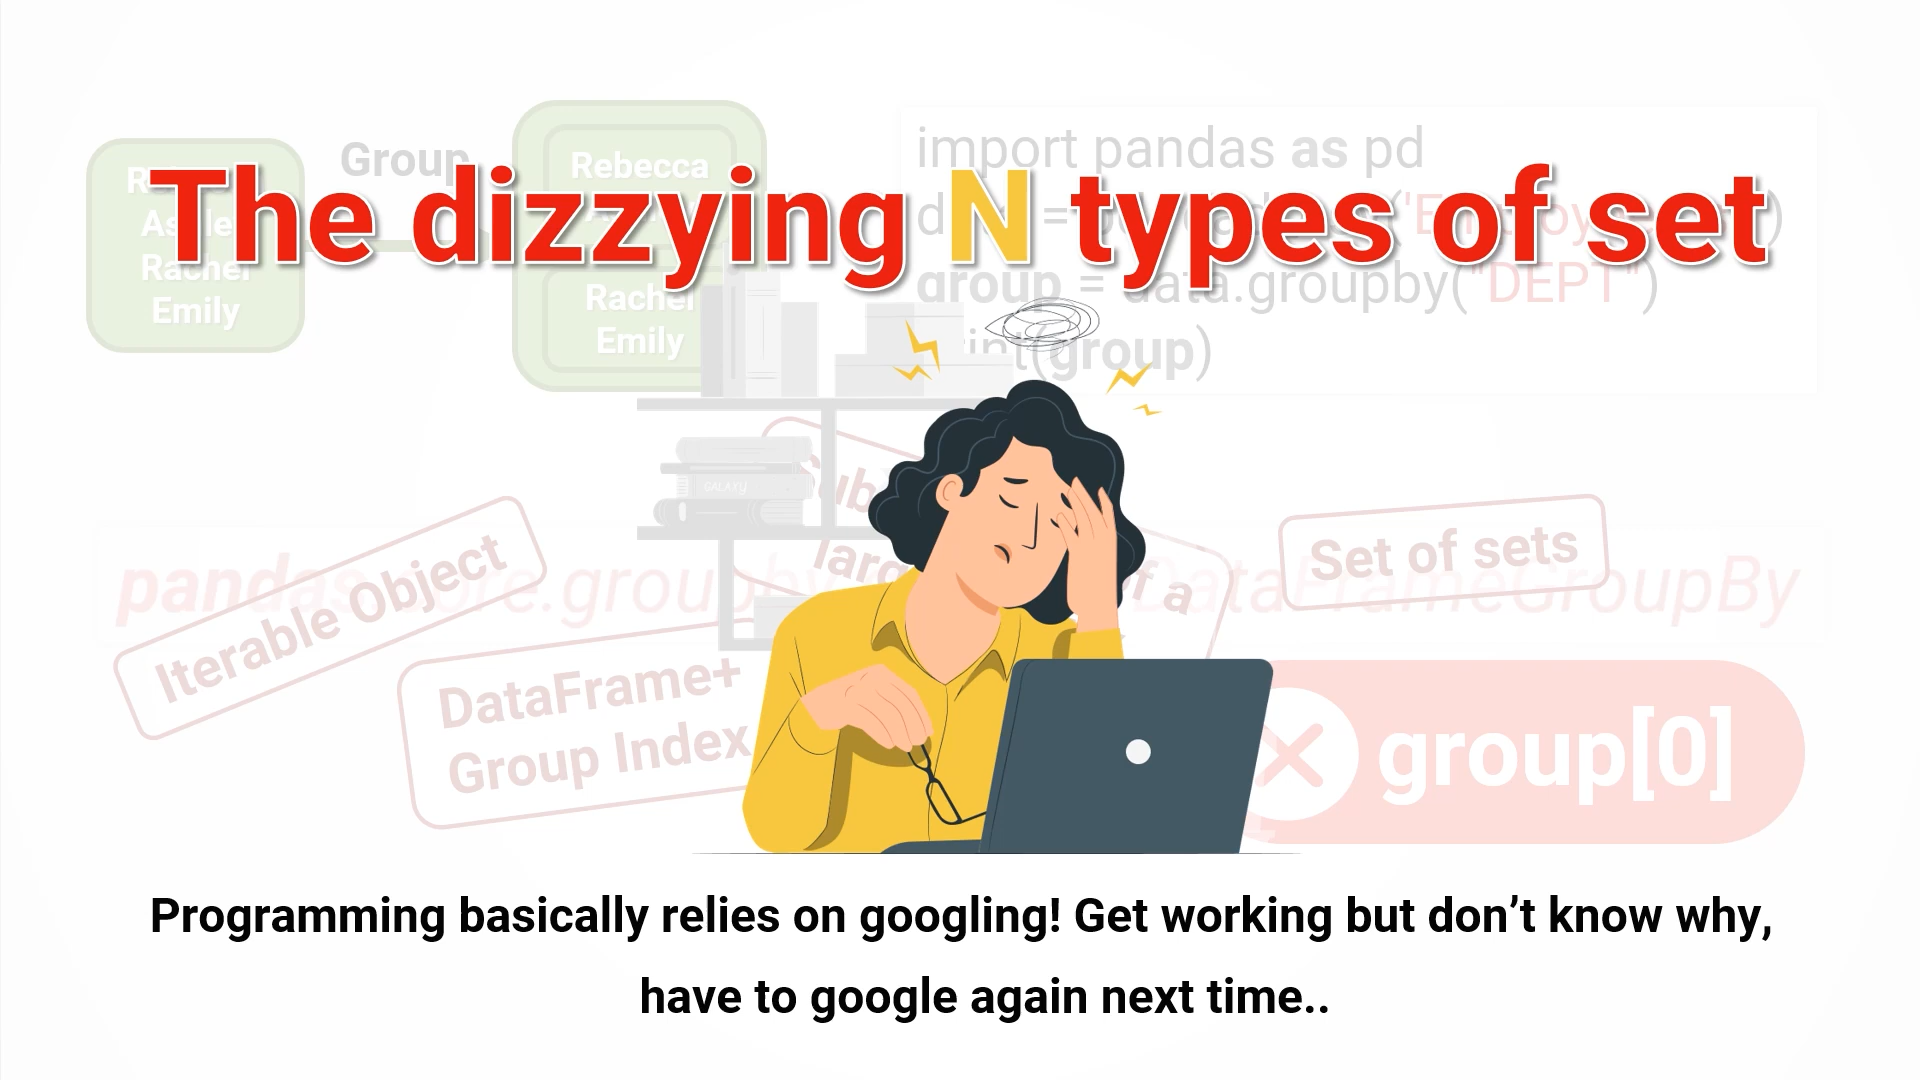 The dizzying N types of set
Group
Rebecca
Rachel
Emily
Rachel
Emily
import pandas as pd
group = data.groupby("DEPT")
(group)
Iterable Object
DataFrame+
Group Index
Set of sets
DataFrameGroupBy
GALAXY
group[0]
Programming basically relies on googling! Get working but don’t know why,
have to google again next time..